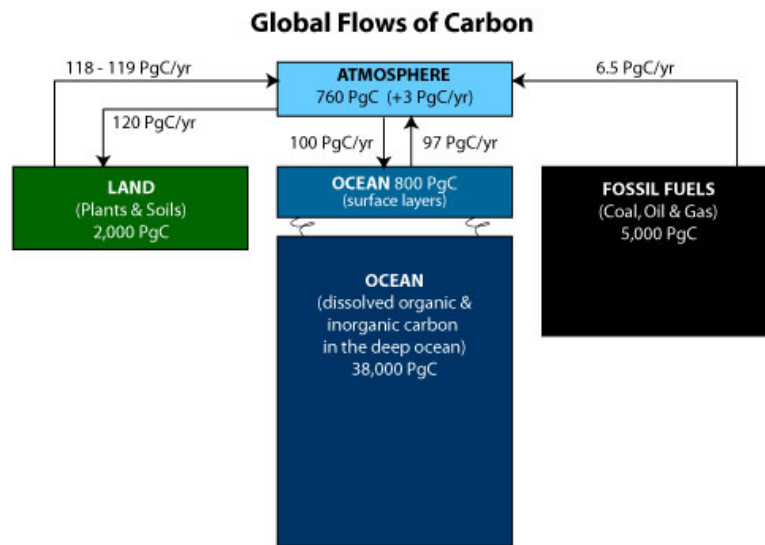 Global Flows of Carbon
118 - 119 PgC/yr
ATMOSPHERE
760 PgC (+3 PgC/yr)
6.5 PgC/yr
120 PgC/yr
100 PgC/yr
97 PgC/yr
LAND
(Plants & Soils)
2,000 PgC
OCEAN 800 PgC
(surface layers)
FOSSIL FUELS
(Coal, Oil & Gas)
5,000 PgC
OCEAN
(dissolved organic &
inorganic carbon
in the deep ocean)
38,000 PgC